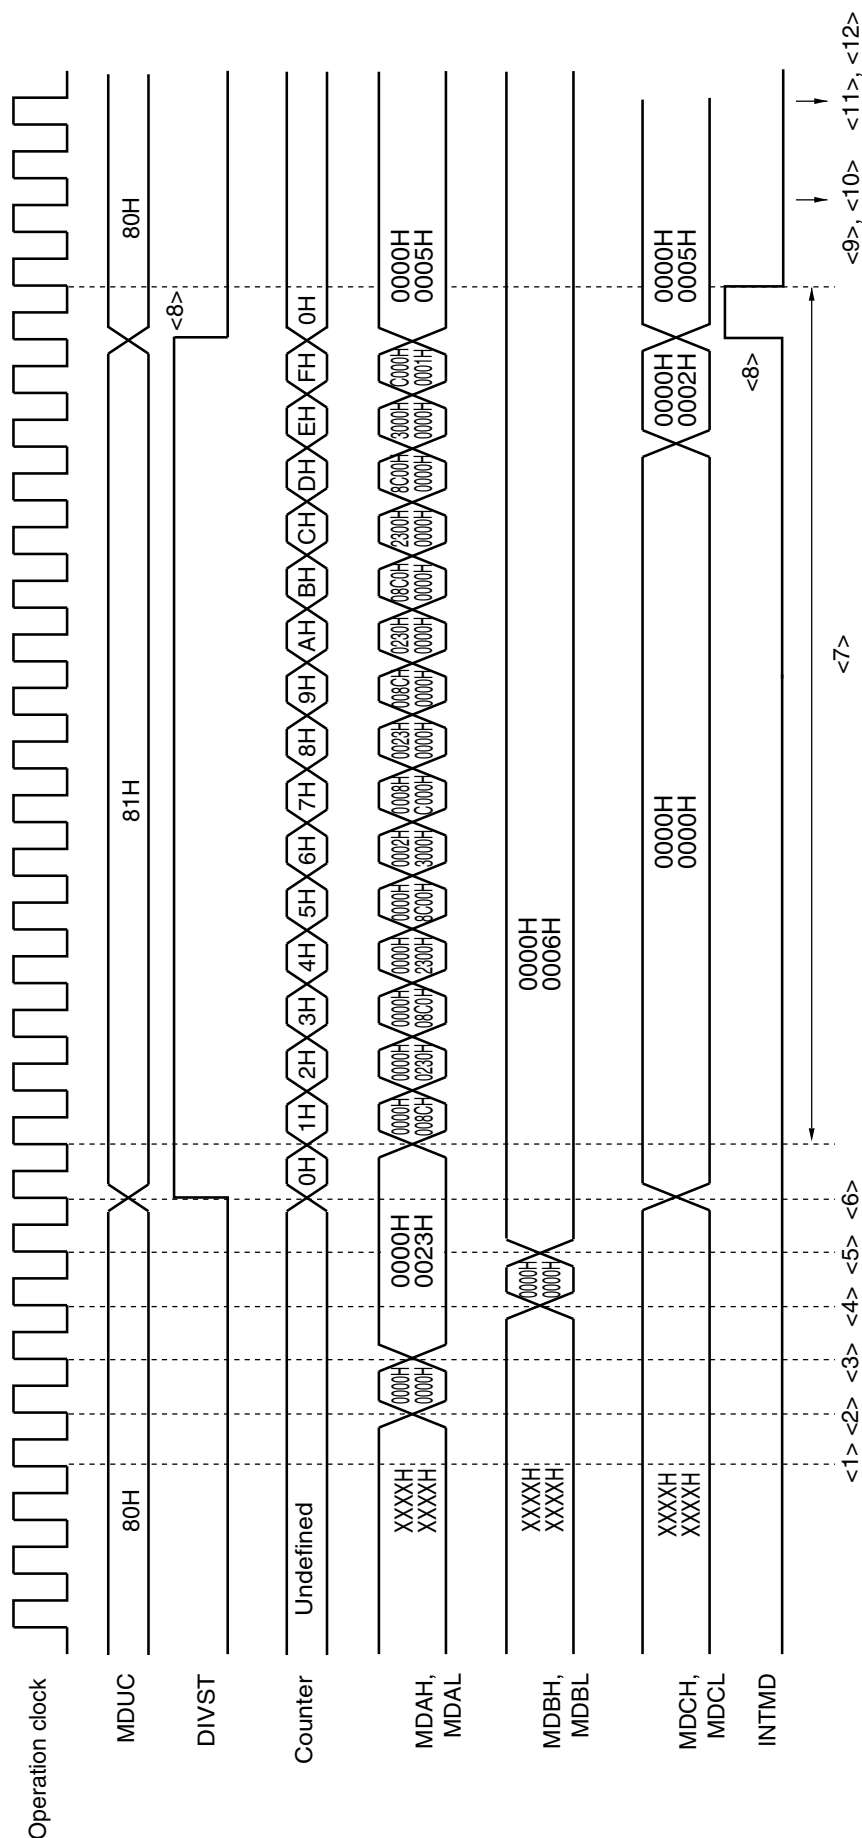 Operation clock
MDUC
80H
81H
80H
DIVST
<8>
Counter
Undefined
0H
1H
2H
3H
4H
5H
6H
7H
8H
9H
AH
BH
CH
DH
EH
FH
0H
MDAH,
MDAL
XXXXH
XXXXH
0000H
0000H
0000H
0023H
0000H
008CH
0000H
0230H
0000H
08C0H
0000H
2300H
0000H
8C00H
0002H
3000H
0008H
C000H
0023H
0000H
008CH
0000H
0230H
0000H
08C0H
0000H
2300H
0000H
8C00H
0000H
3000H
0000H
C000H
0001H
0000H
0005H
MDBH,
MDBL
XXXXH
XXXXH
0000H
0000H
0000H
0006H
MDCH,
MDCL
XXXXH
XXXXH
0000H
0000H
0000H
0002H
0000H
0005H
INTMD
<8>
<1>
<2>
<3>
<4>
<5>
<6>
<7>
<9>, <10>
<11>, <12>